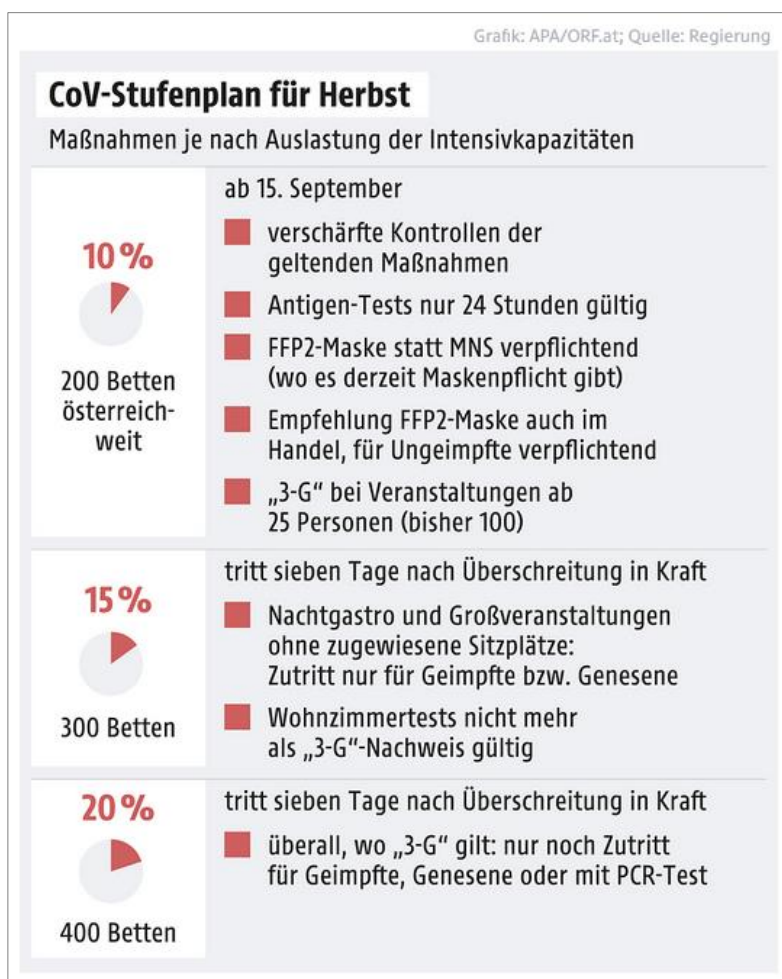 Grafik: APA/ORF.at; Quelle: Regierung
CoV-Stufenplan für Herbst
Maßnahmen je nach Auslastung der Intensivkapazitäten
10 %
200 Betten
österreich-
weit
ab 15. September
verschärfte Kontrollen der
geltenden Maßnahmen
Antigen-Tests nur 24 Stunden gültig
FFP2-Maske statt MNS verpflichtend
(wo es derzeit Maskenpflicht gibt)
Empfehlung FFP2-Maske auch im
Handel, für Ungeimpfte verpflichtend
„3-G“ bei Veranstaltungen ab
25 Personen (bisher 100)
15 %
300 Betten
tritt sieben Tage nach Überschreitung in Kraft
Nachtgastro und Großveranstaltungen
ohne zugewiesene Sitzplätze:
Zutritt nur für Geimpfte bzw. Genesene
Wohnzimmertests nicht mehr
als „3-G“-Nachweis gültig
20 %
400 Betten
tritt sieben Tage nach Überschreitung in Kraft
überall, wo „3-G“ gilt: nur noch Zutritt
für Geimpfte, Genesene oder mit PCR-Test